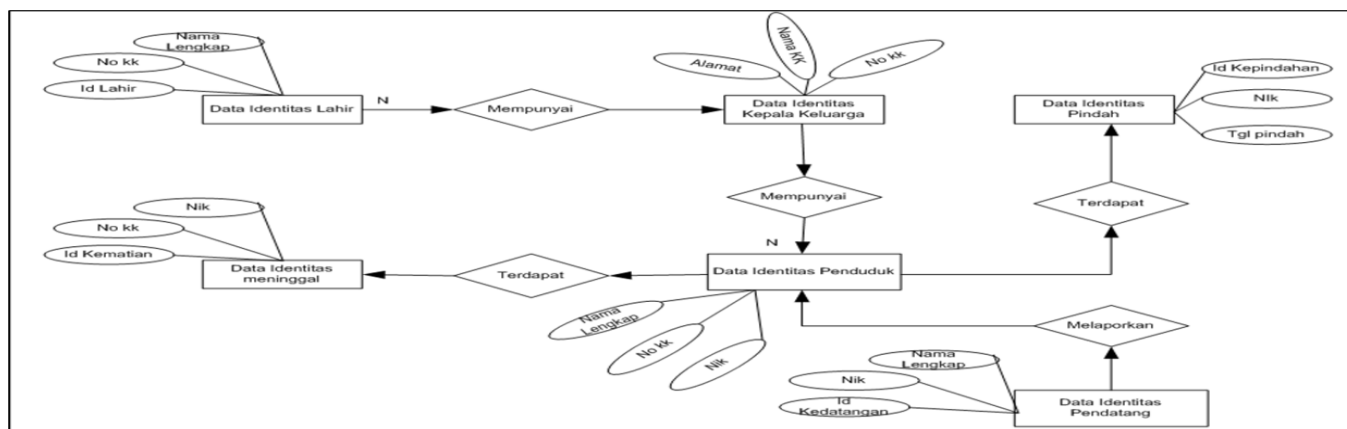 Nama
Lengkap
No kk
Id Lahir
Data Identitas Lahir
N
Mempunyai
Alamat
Nama KK
No kk
Data Identitas
Kepala Keluarga
Data Identitas
Pindah
Id Kepindahan
NIk
Tgl pindah
Mempunyai
Terdapat
N
Nik
No kk
Id Kematian
Data Identitas
meninggal
Terdapat
Data Identitas Penduduk
Nama
Lengkap
No kk
Nik
Melaporkan
Nama
Lengkap
Nik
Id
Kedatangan
Data Identitas
Pendatang